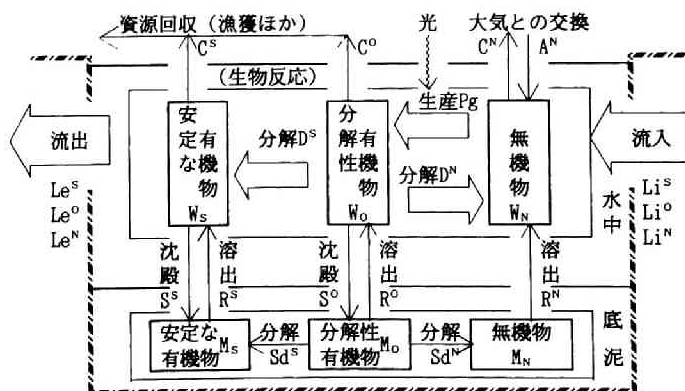 資源回収（漁獲ほか） 光 大気との交換
C^S C^O C^N A^N
（生物反応）
生産Pg
安定な有機物 W_S
分解D^S
分解性有機物 W_O
分解D^N
無機物 W_N
流出
流入
Le^S
Le^O
Le^N
Li^S
Li^O
Li^N
水中
沈殿 S^S
溶出 R^S
沈殿 S^O
溶出 R^O
溶出 R^N
安定な有機物 M_S
分解 Sd^S
分解性有機物 M_O
分解 Sd^N
無機物 M_N
底泥